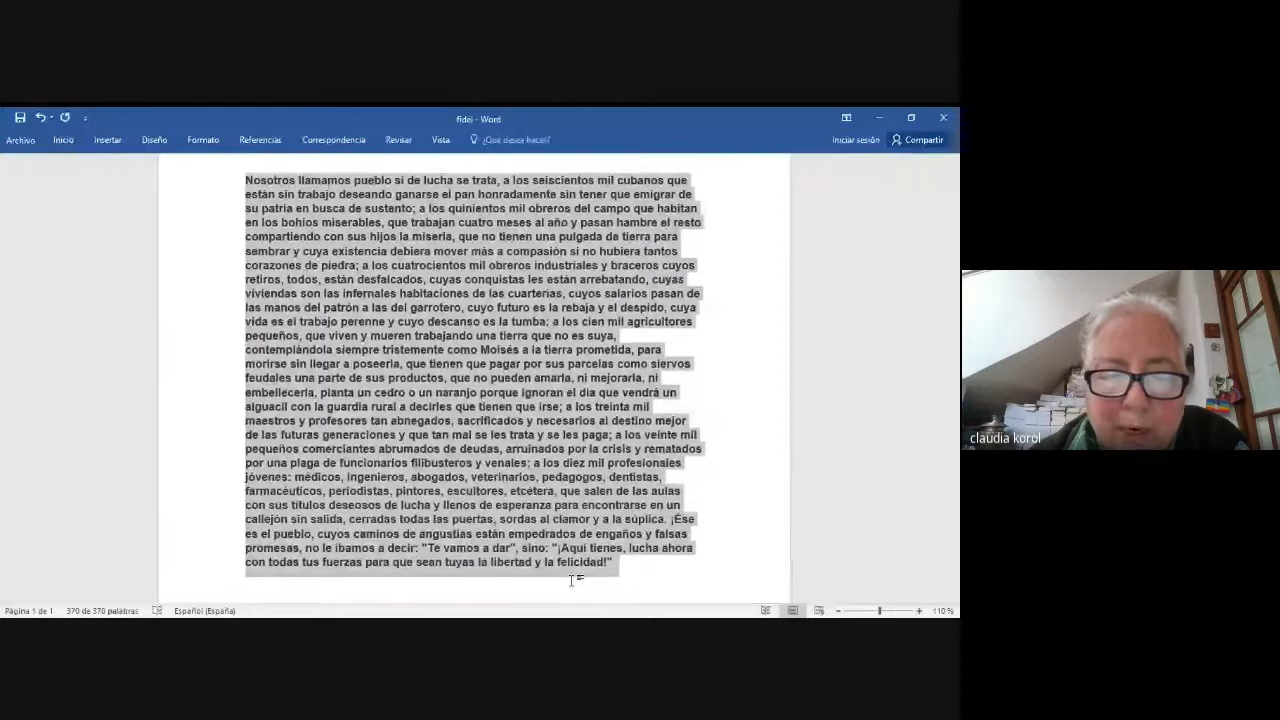 fidel - Word
Archivo Inicio Insertar Diseño Formato Referencias Correspondencia Revisar Vista ¿Qué desea hacer? Iniciar sesión Compartir
Nosotros llamamos pueblo si de lucha se trata, a los seiscientos mil cubanos que
están sin trabajo deseando ganarse el pan honradamente sin tener que emigrar de
su patria en busca de sustento; a los quinientos mil obreros del campo que habitan
en los bohíos miserables, que trabajan cuatro meses al año y pasan hambre el resto
compartiendo con sus hijos la miseria, que no tienen una pulgada de tierra para
sembrar y cuya existencia debiera mover más a compasión si no hubiera tantos
corazones de piedra; a los cuatrocientos mil obreros industriales y braceros cuyos
retiros, todos, están desfalcados, cuyas conquistas les están arrebatando, cuyas
viviendas son las infernales habitaciones de las cuarterías, cuyos salarios pasan de
las manos del patrón a las del garrotero, cuyo futuro es la rebaja y el despido, cuya
vida es el trabajo perenne y cuyo descanso es la tumba; a los cien mil agricultores
pequeños, que viven y mueren trabajando una tierra que no es suya,
contemplándola siempre tristemente como Moisés a la tierra prometida, para
morirse sin llegar a poseerla, que tienen que pagar por sus parcelas como siervos
feudales una parte de sus productos, que no pueden amarla, ni mejorarla, ni
embellecerla, planta un cedro o un naranjo porque ignoran el día que vendrá un
alguacil con la guardia rural a decirles que tienen que irse; a los treinta mil
maestros y profesores tan abnegados, sacrificados y necesarios al destino mejor
de las futuras generaciones y que tan mal se les trata y se les paga; a los veinte mil
pequeños comerciantes abrumados de deudas, arruinados por la crisis y rematados
por una plaga de funcionarios filibusteros y venales; a los diez mil profesionales
jóvenes: médicos, ingenieros, abogados, veterinarios, pedagogos, dentistas,
farmacéuticos, periodistas, pintores, escultores, etcétera, que salen de las aulas
con sus títulos deseosos de lucha y llenos de esperanza para encontrarse en un
callejón sin salida, cerradas todas las puertas, sordas al clamor y a la súplica. ¡Ése
es el pueblo, cuyos caminos de angustias están empedrados de engaños y falsas
promesas, no le íbamos a decir: "Te vamos a dar", sino: "¡Aquí tienes, lucha ahora
con todas tus fuerzas para que sean tuyas la libertad y la felicidad!"
claudia korol
Página 1 de 1 370 de 370 palabras Español (España) 110 %